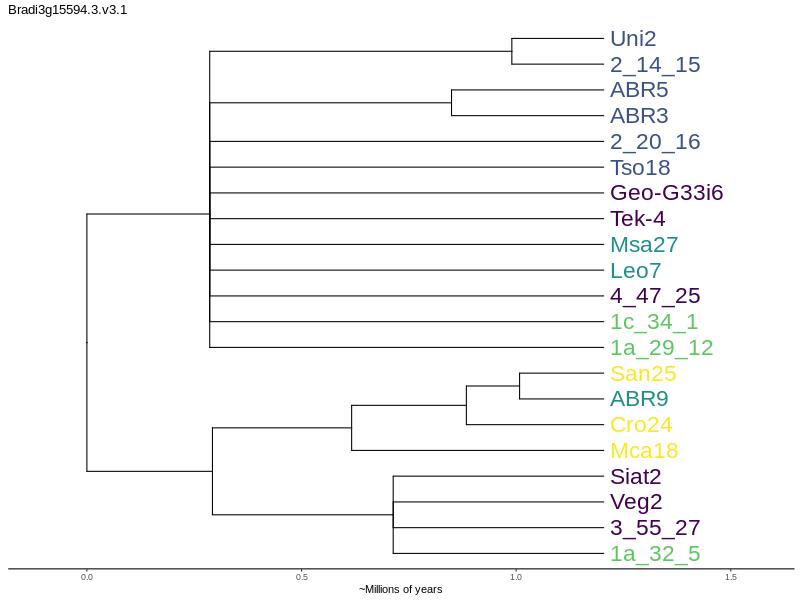 Bradi3g15594.3.v3.1
Uni2
2_14_15
ABR5
ABR3
2_20_16
Tso18
Geo-G33i6
Tek-4
Msa27
Leo7
4_47_25
1c_34_1
1a_29_12
San25
ABR9
Cro24
Mca18
Siat2
Veg2
3_55_27
1a_32_5
0.0 0.5 1.0 1.5
~Millions of years